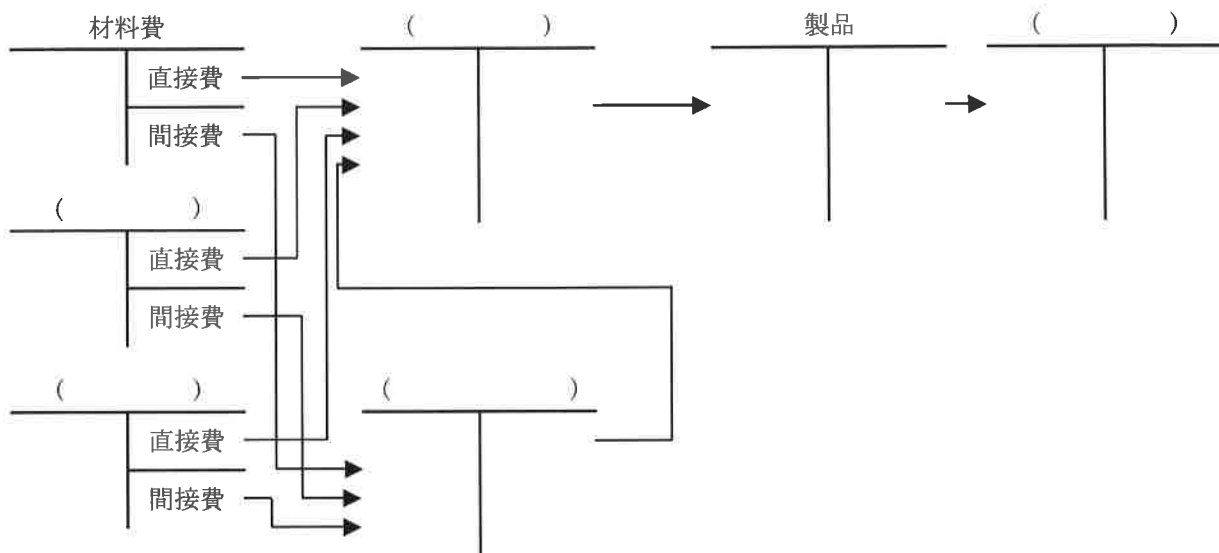 材料費
(　　　　)
製品
(　　　　)
直接費
間接費
(　　　　)
直接費
間接費
(　　　　)
(　　　　)
直接費
間接費